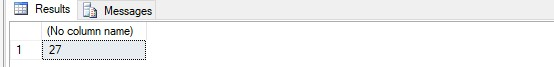 Results Messages
(No column name)
1 27